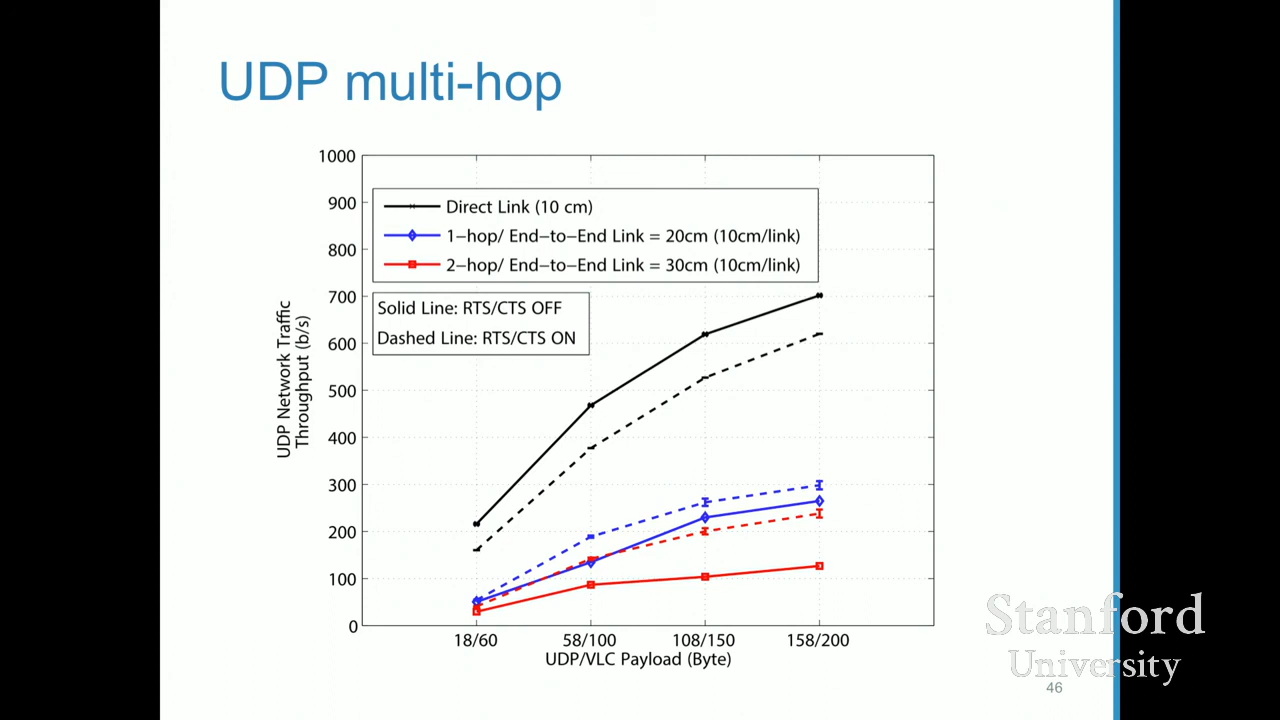 UDP multi-hop
1000
900
800
700
600
500
400
300
200
100
0
UDP Network Traffic
Throughput (b/s)
Direct Link (10 cm)
1−hop/ End−to−End Link = 20cm (10cm/link)
2−hop/ End−to−End Link = 30cm (10cm/link)
Solid Line: RTS/CTS OFF
Dashed Line: RTS/CTS ON
18/60 58/100 108/150 158/200
UDP/VLC Payload (Byte)
Stanford
University
46